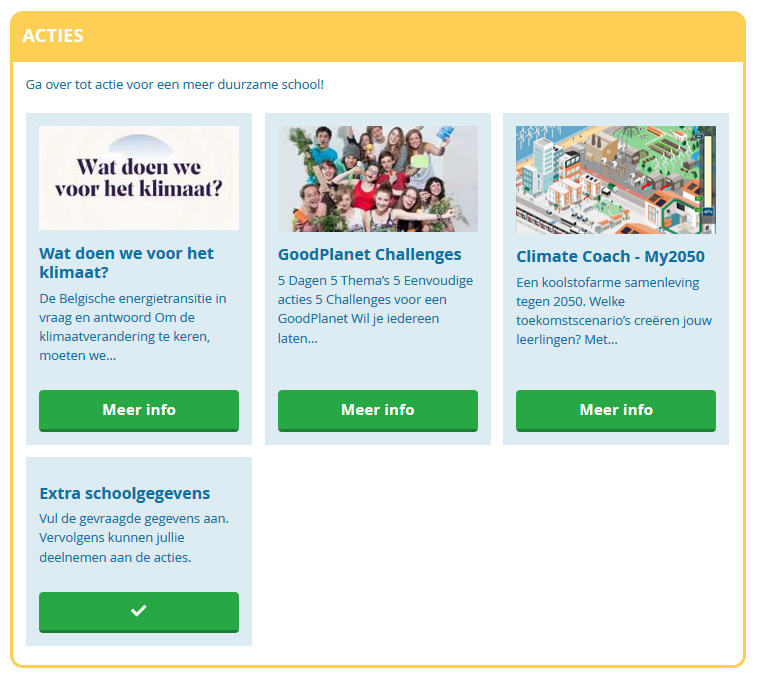 ACTIES
Ga over tot actie voor een meer duurzame school!
Wat doen we
voor het klimaat?
Wat doen we voor het
klimaat?
De Belgische energietransitie in
vraag en antwoord Om de
klimaatverandering te keren,
moeten we...
Meer info
GoodPlanet Challenges
5 Dagen 5 Thema's 5 Eenvoudige
acties 5 Challenges voor een
GoodPlanet Wil je iedereen
laten...
Meer info
Climate Coach - My2050
Een koolstofarme samenleving
tegen 2050. Welke
toekomstscenario's creëren jouw
leerlingen? Met...
Meer info
Extra schoolgegevens
Vul de gevraagde gegevens aan.
Vervolgens kunnen jullie
deelnemen aan de acties.